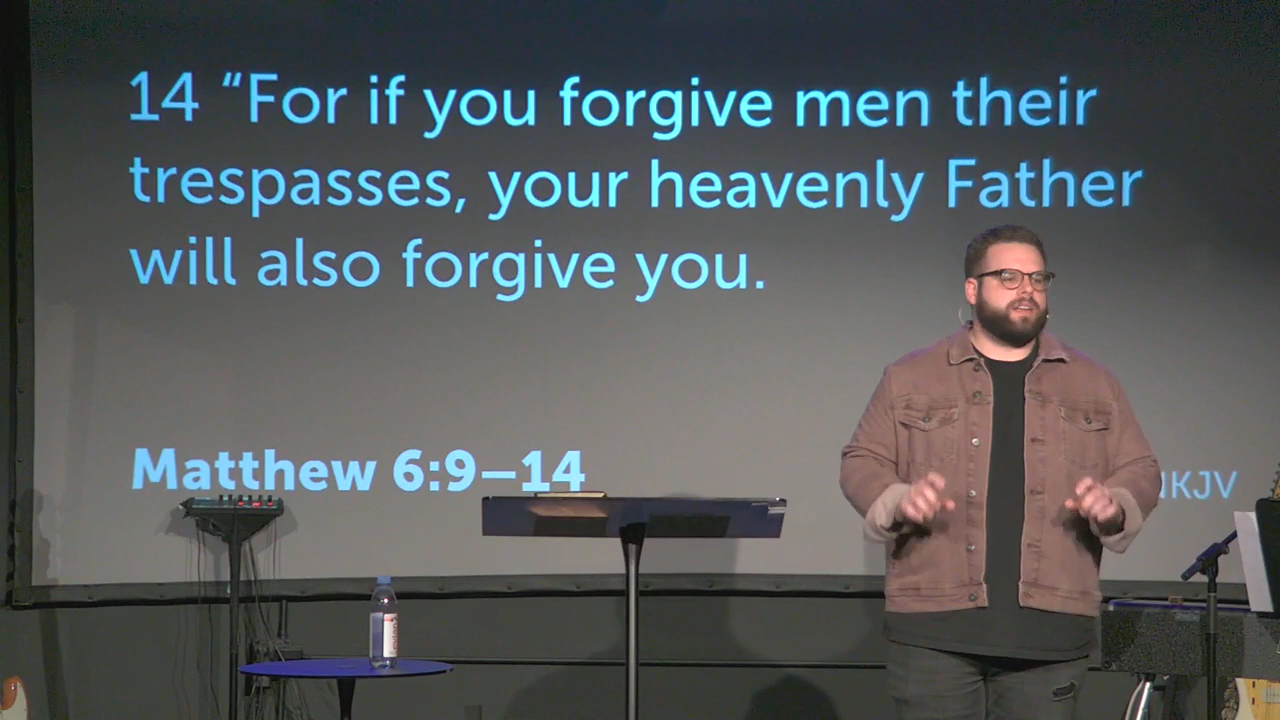 14 “For if you forgive men their
trespasses, your heavenly Father
will also forgive you.
Matthew 6:9–14
NKJV